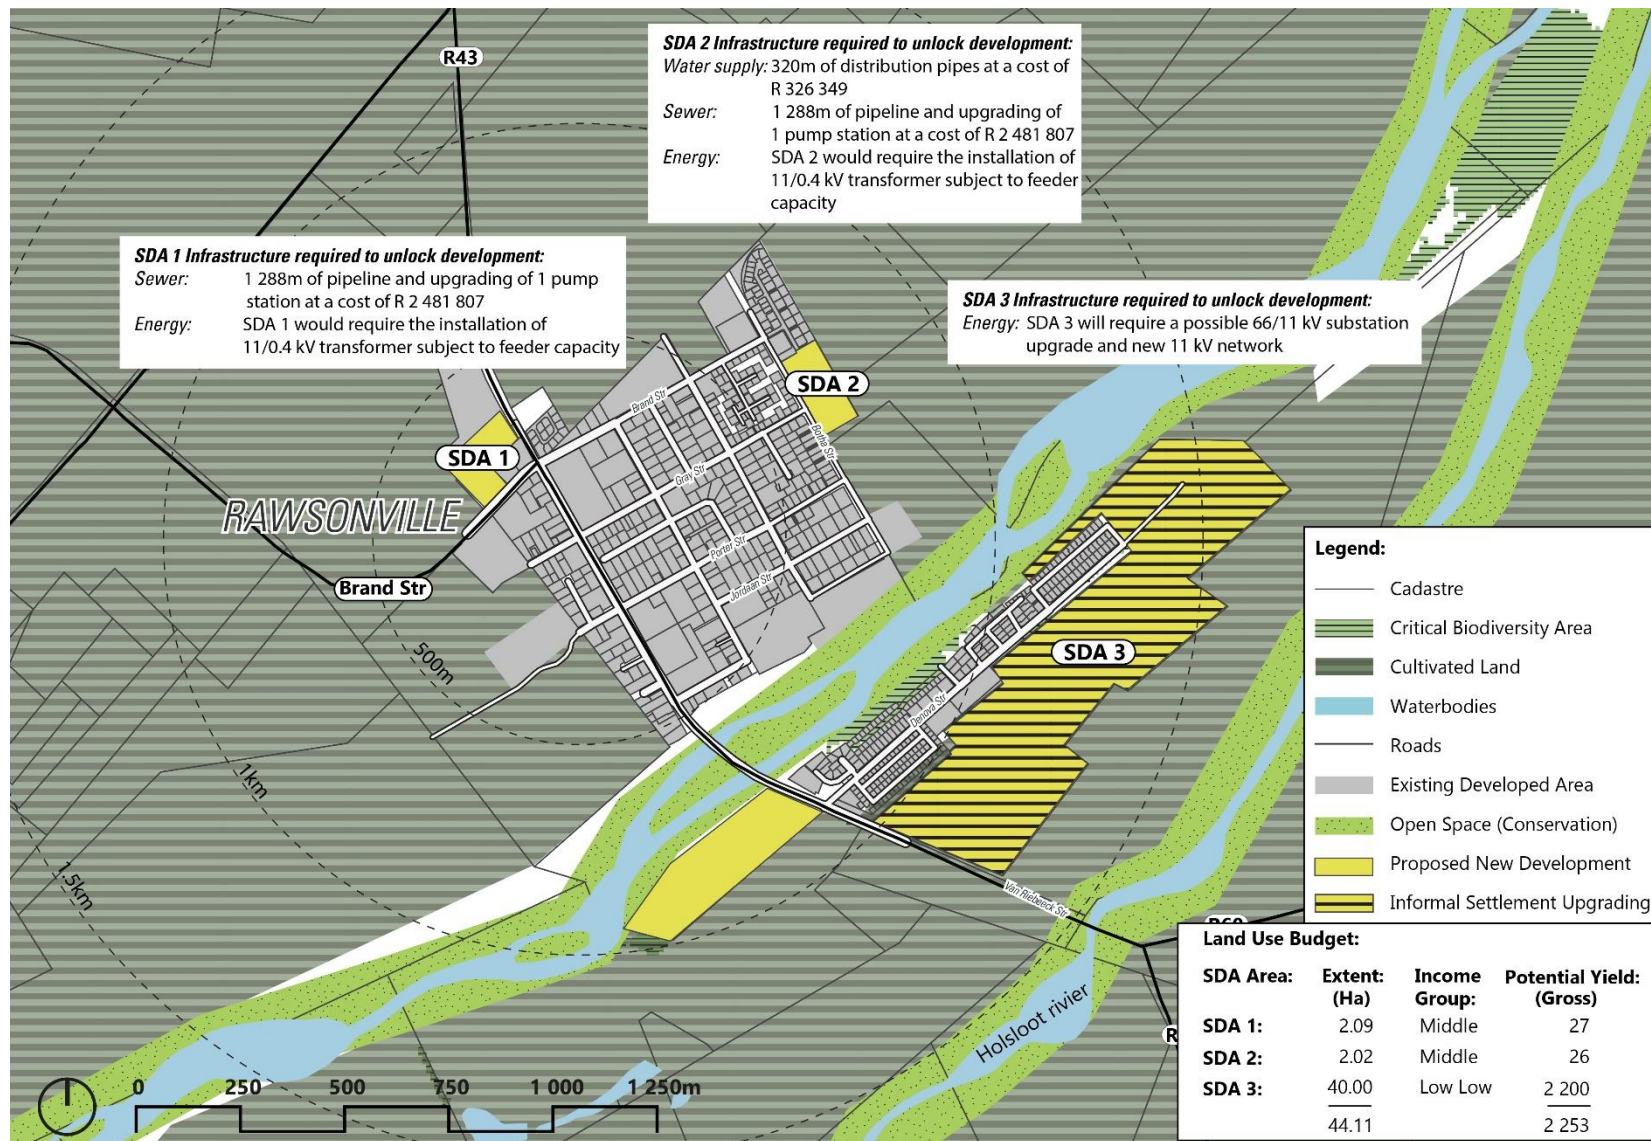 R43
SDA 2 Infrastructure required to unlock development:
Water supply: 320m of distribution pipes at a cost of
R 326 349
Sewer: 1 288m of pipeline and upgrading of
1 pump station at a cost of R 2 481 807
Energy: SDA 2 would require the installation of
11/0.4 kV transformer subject to feeder
capacity
SDA 1 Infrastructure required to unlock development:
Sewer: 1 288m of pipeline and upgrading of 1 pump
station at a cost of R 2 481 807
Energy: SDA 1 would require the installation of
11/0.4 kV transformer subject to feeder capacity
SDA 3 Infrastructure required to unlock development:
Energy: SDA 3 will require a possible 66/11 kV substation
upgrade and new 11 kV network
SDA 2
Brand Str
Botha Str
SDA 1
Gray Str
RAWSONVILLE
Porter Str
Jordaan Str
Brand Str
500m
SDA 3
Denova Str
1km
1.5km
Van Riebeeck Str
R60
Holsloot rivier
R
Legend:
Cadastre
Critical Biodiversity Area
Cultivated Land
Waterbodies
Roads
Existing Developed Area
Open Space (Conservation)
Proposed New Development
Informal Settlement Upgrading
Land Use Budget:
SDA Area: Extent: (Ha) Income Group: Potential Yield: (Gross)
SDA 1: 2.09 Middle 27
SDA 2: 2.02 Middle 26
SDA 3: 40.00 Low Low 2 200
44.11 2 253
0 250 500 750 1 000 1 250m